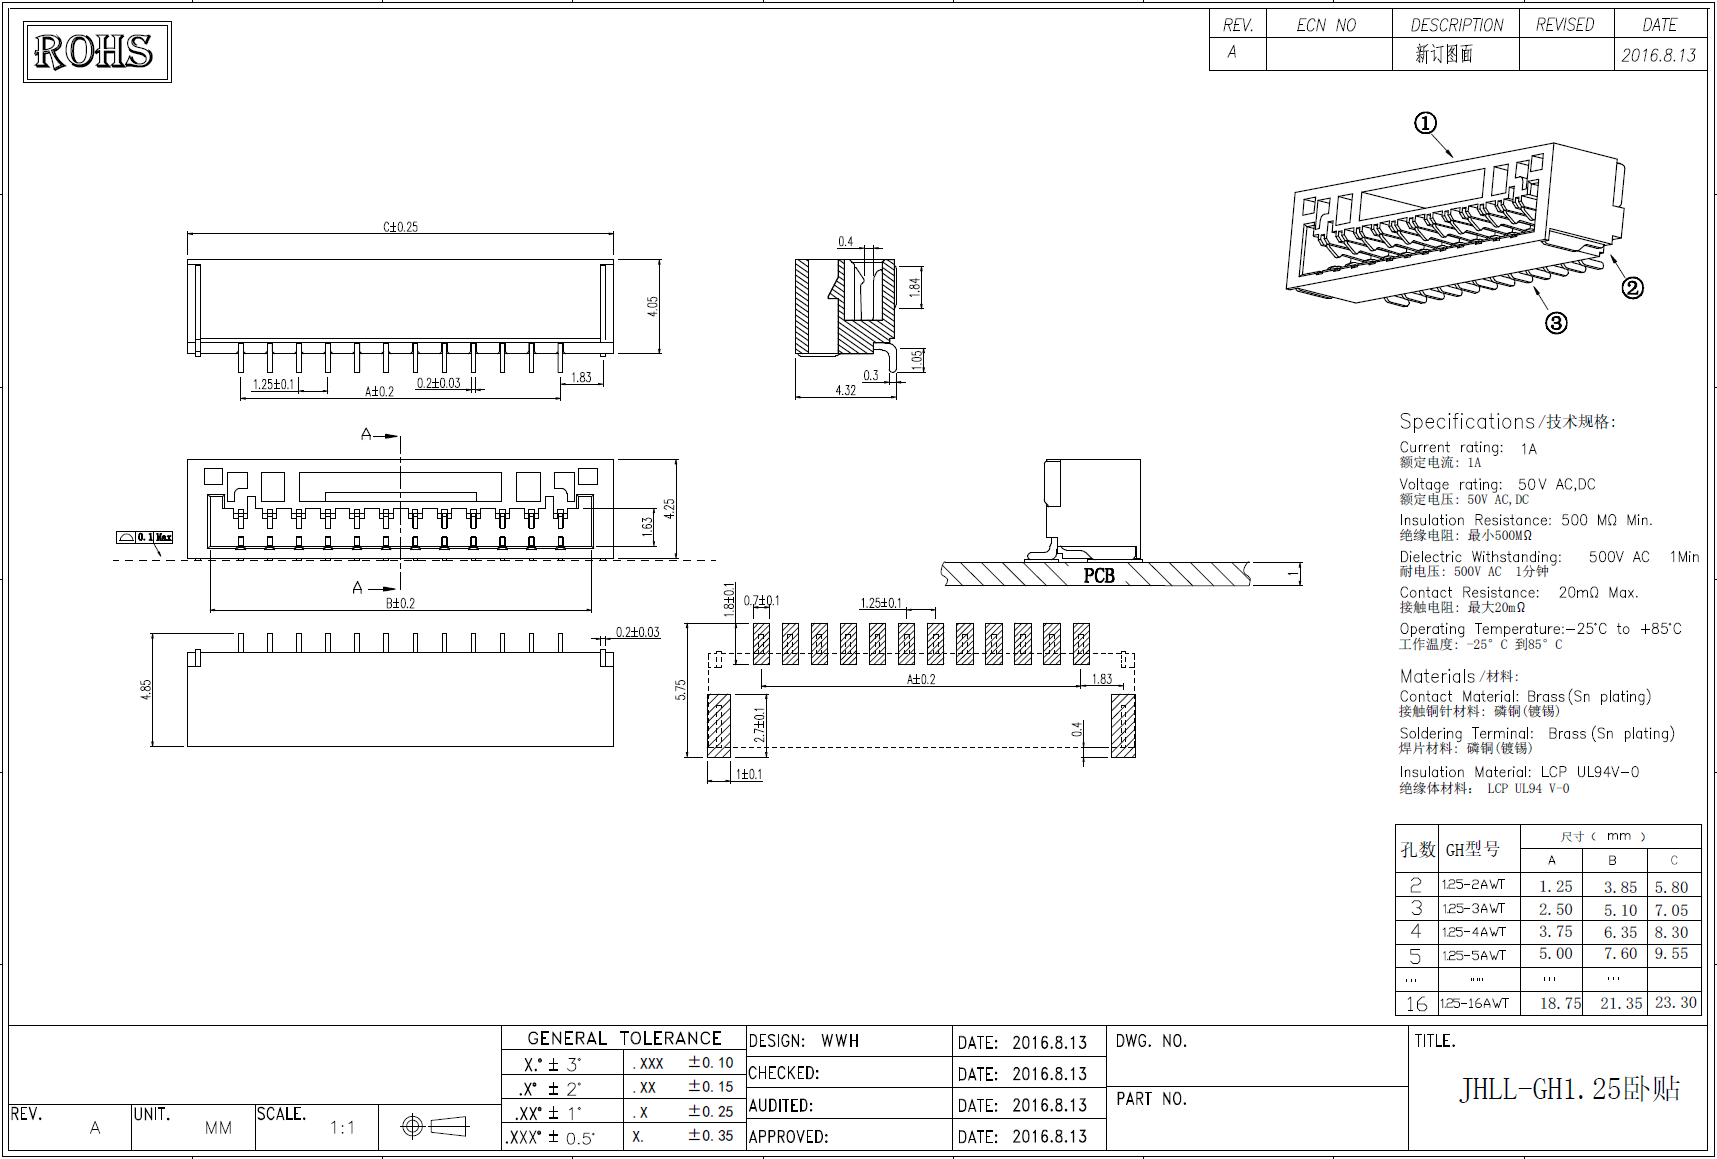 ROHS
REV. ECN NO DESCRIPTION REVISED DATE
A 新订图面 2016.8.13
①
②
③
C±0.25
4.05
1.25±0.1
A±0.2
0.2±0.03
1.83
0.4
1.84
1.05
0.3
4.32
A
4.25
1.63
0.1 Max
A
B±0.2
PCB
1
0.2±0.03
4.85
1.8±0.1
0.7±0.1
1.25±0.1
5.75
A±0.2
1.83
2.7±0.1
0.4
1±0.1
Specifications/技术规格:
Current rating: 1A
额定电流: 1A
Voltage rating: 50V AC,DC
额定电压: 50V AC,DC
Insulation Resistance: 500 MΩ Min.
绝缘电阻: 最小500MΩ
Dielectric Withstanding: 500V AC 1Min
耐电压: 500V AC 1分钟
Contact Resistance: 20mΩ Max.
接触电阻: 最大20mΩ
Operating Temperature:-25°C to +85°C
工作温度: -25°C 到85°C
Materials/材料:
Contact Material: Brass(Sn plating)
接触铜针材料: 磷铜(镀锡)
Soldering Terminal: Brass(Sn plating)
焊片材料: 磷铜(镀锡)
Insulation Material: LCP UL94V-0
绝缘体材料: LCP UL94 V-0
孔数 GH型号 尺寸( mm )
A B C
2 1.25-2AWT 1.25 3.85 5.80
3 1.25-3AWT 2.50 5.10 7.05
4 1.25-4AWT 3.75 6.35 8.30
5 1.25-5AWT 5.00 7.60 9.55
... """ ... ...
16 1.25-16AWT 18.75 21.35 23.30
GENERAL TOLERANCE
X.° ± 3° .XXX ±0.10
.X° ± 2° .XX ±0.15
.XX° ± 1° .X ±0.25
.XXX° ± 0.5° X. ±0.35
DESIGN: WWH DATE: 2016.8.13
CHECKED: DATE: 2016.8.13
AUDITED: DATE: 2016.8.13
APPROVED: DATE: 2016.8.13
DWG. NO.
PART NO.
TITLE.
JHLL-GH1.25卧贴
REV. A UNIT. MM SCALE. 1:1